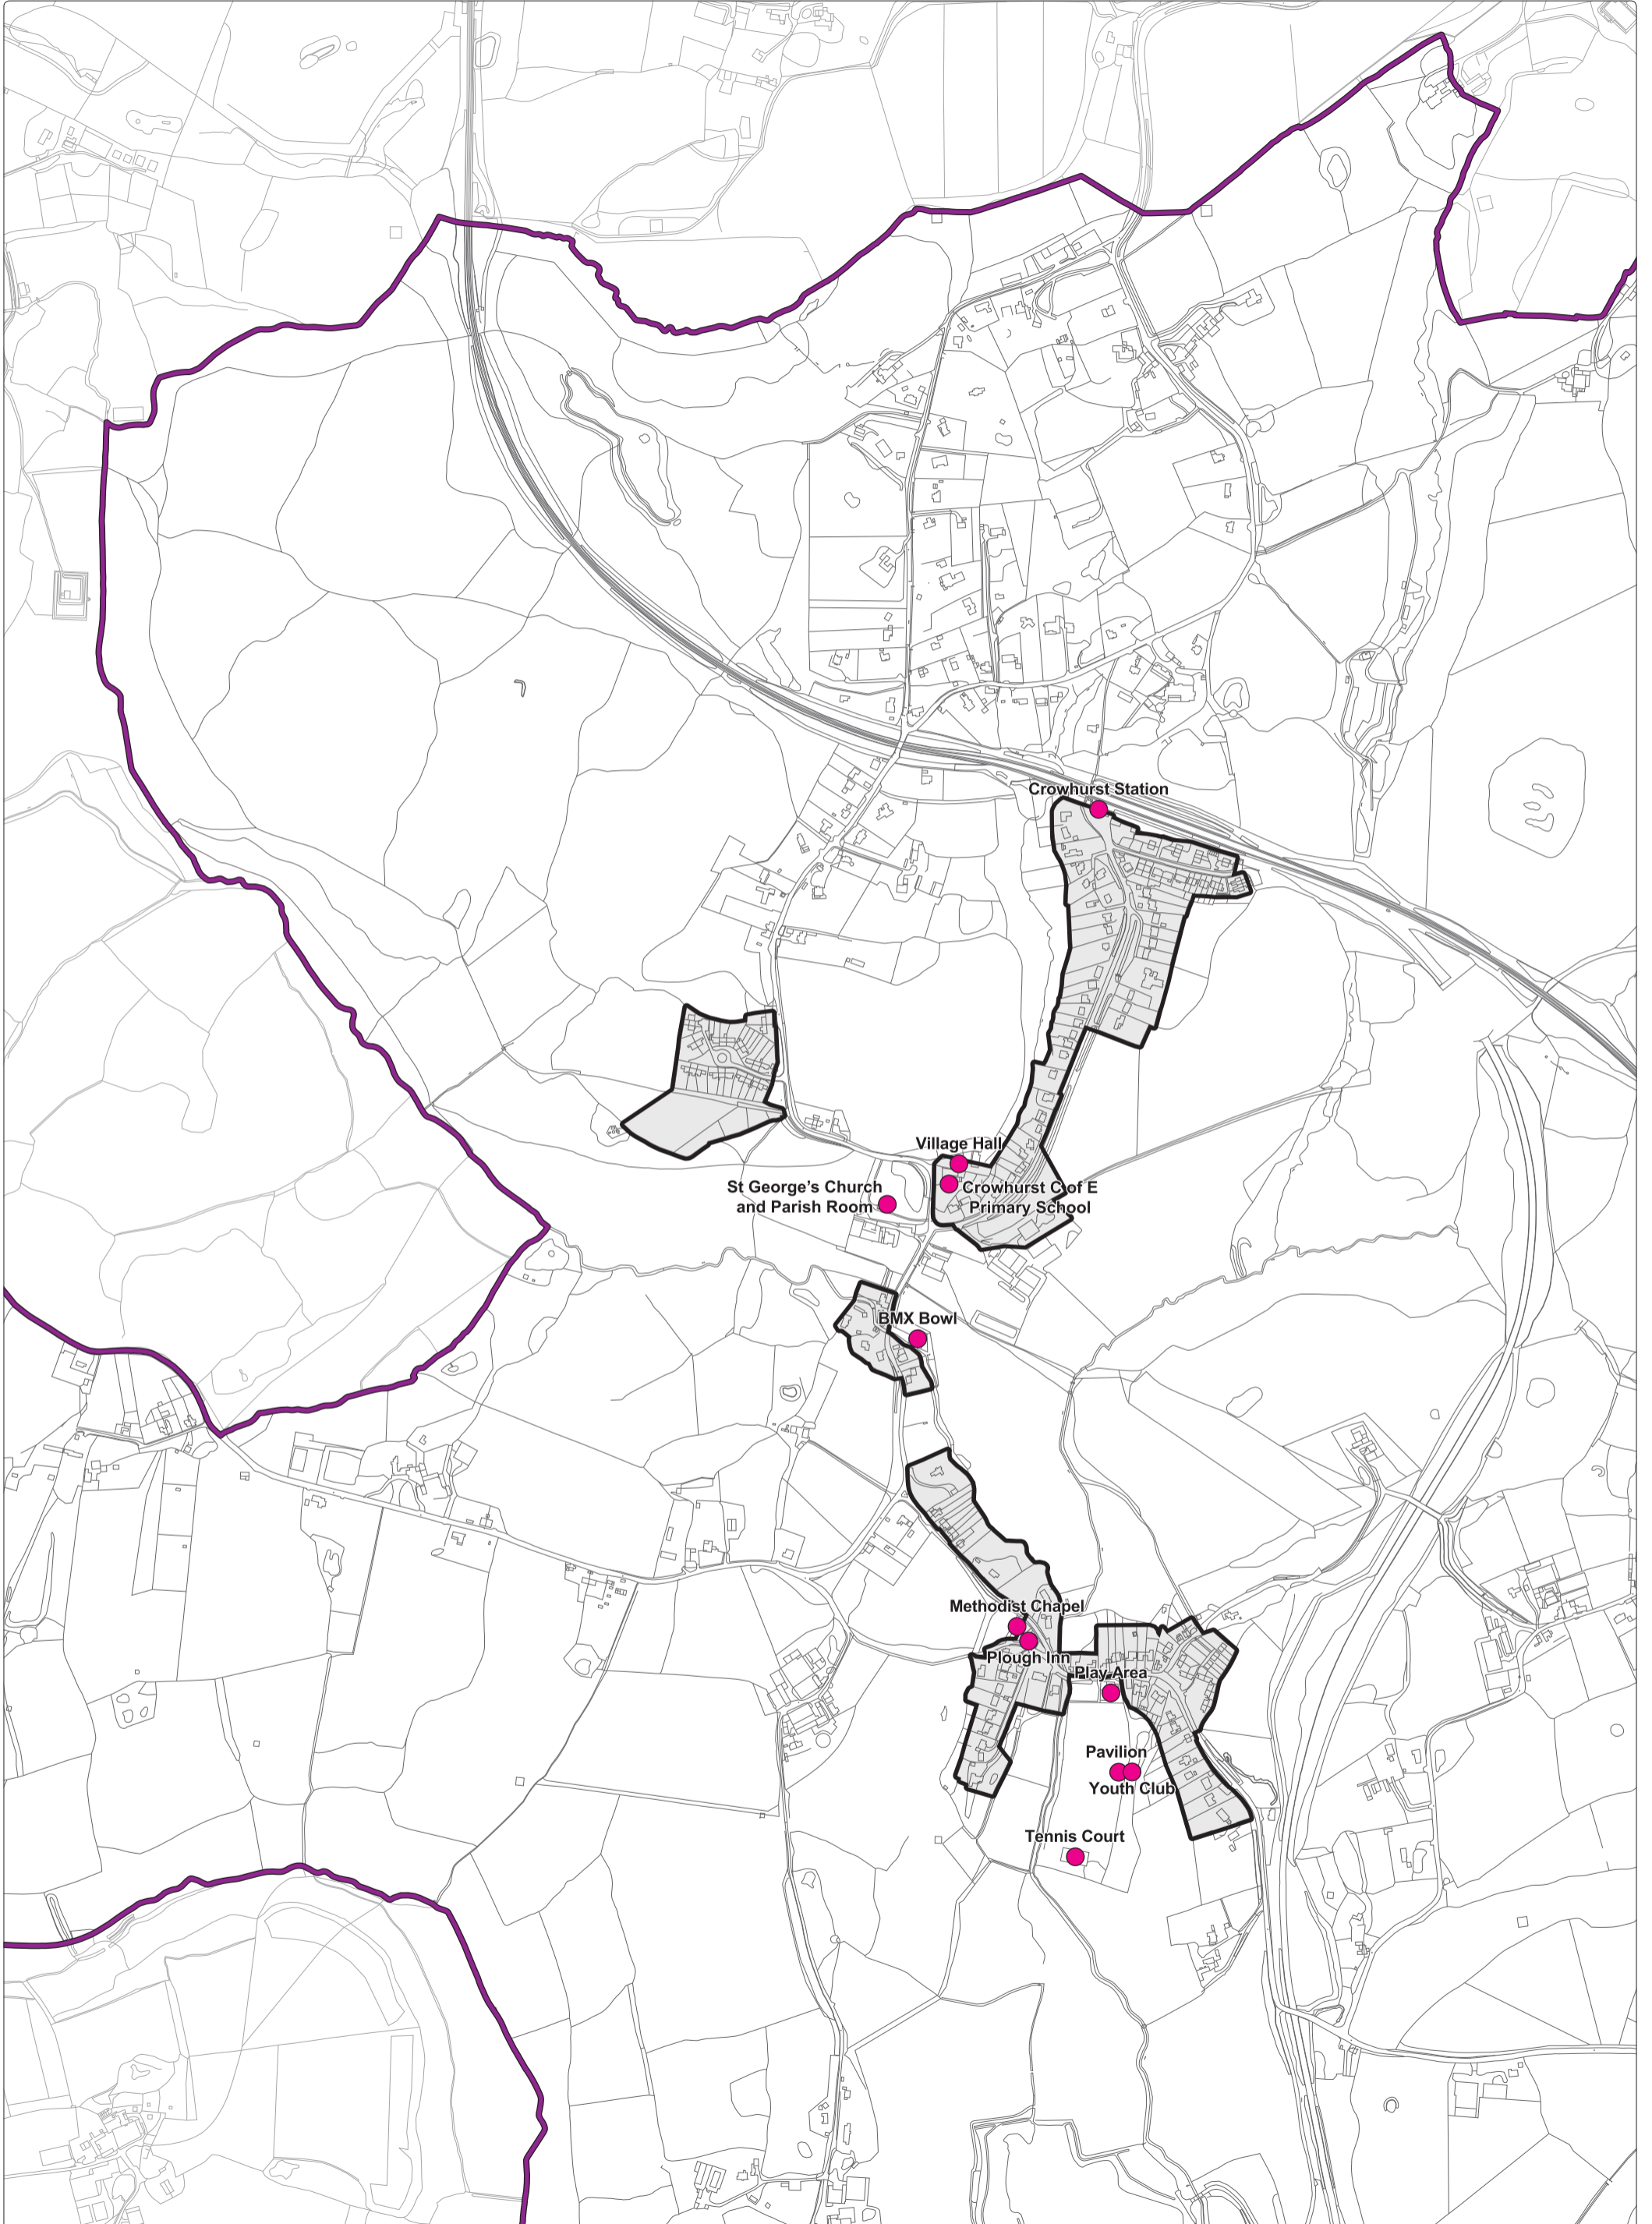 Crowhurst Station
Village Hall
St George's Church
and Parish Room
Crowhurst C of E
Primary School
BMX Bowl
Methodist Chapel
Plough Inn
Play Area
Pavilion
Youth Club
Tennis Court